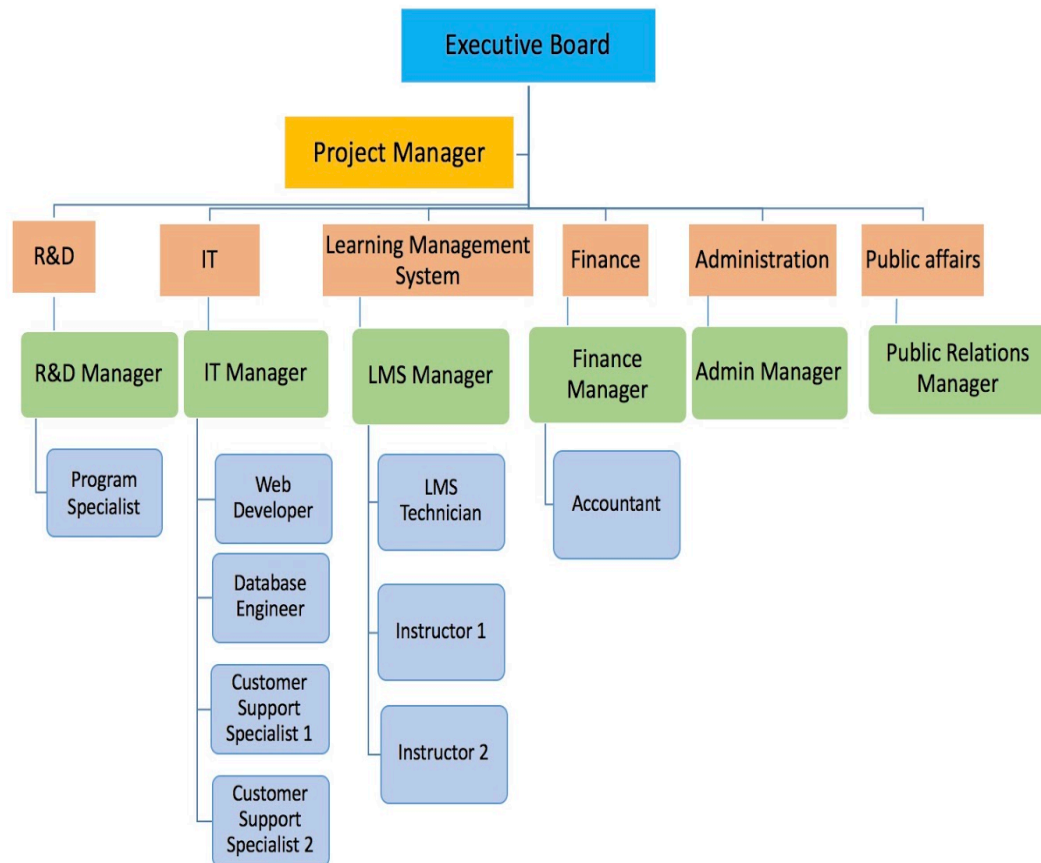 Executive Board
Project Manager
R&D
IT
Learning Management
System
Finance
Administration
Public affairs
R&D Manager
IT Manager
LMS Manager
Finance
Manager
Admin Manager
Public Relations
Manager
Program
Specialist
Web
Developer
LMS
Technician
Accountant
Database
Engineer
Instructor 1
Customer
Support
Specialist 1
Instructor 2
Customer
Support
Specialist 2